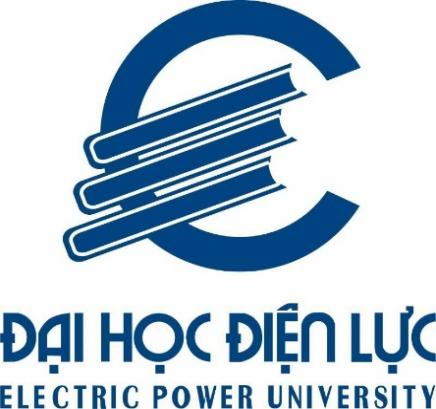 ĐẠI HỌC ĐIỆN LỰC
ELECTRIC POWER UNIVERSITY